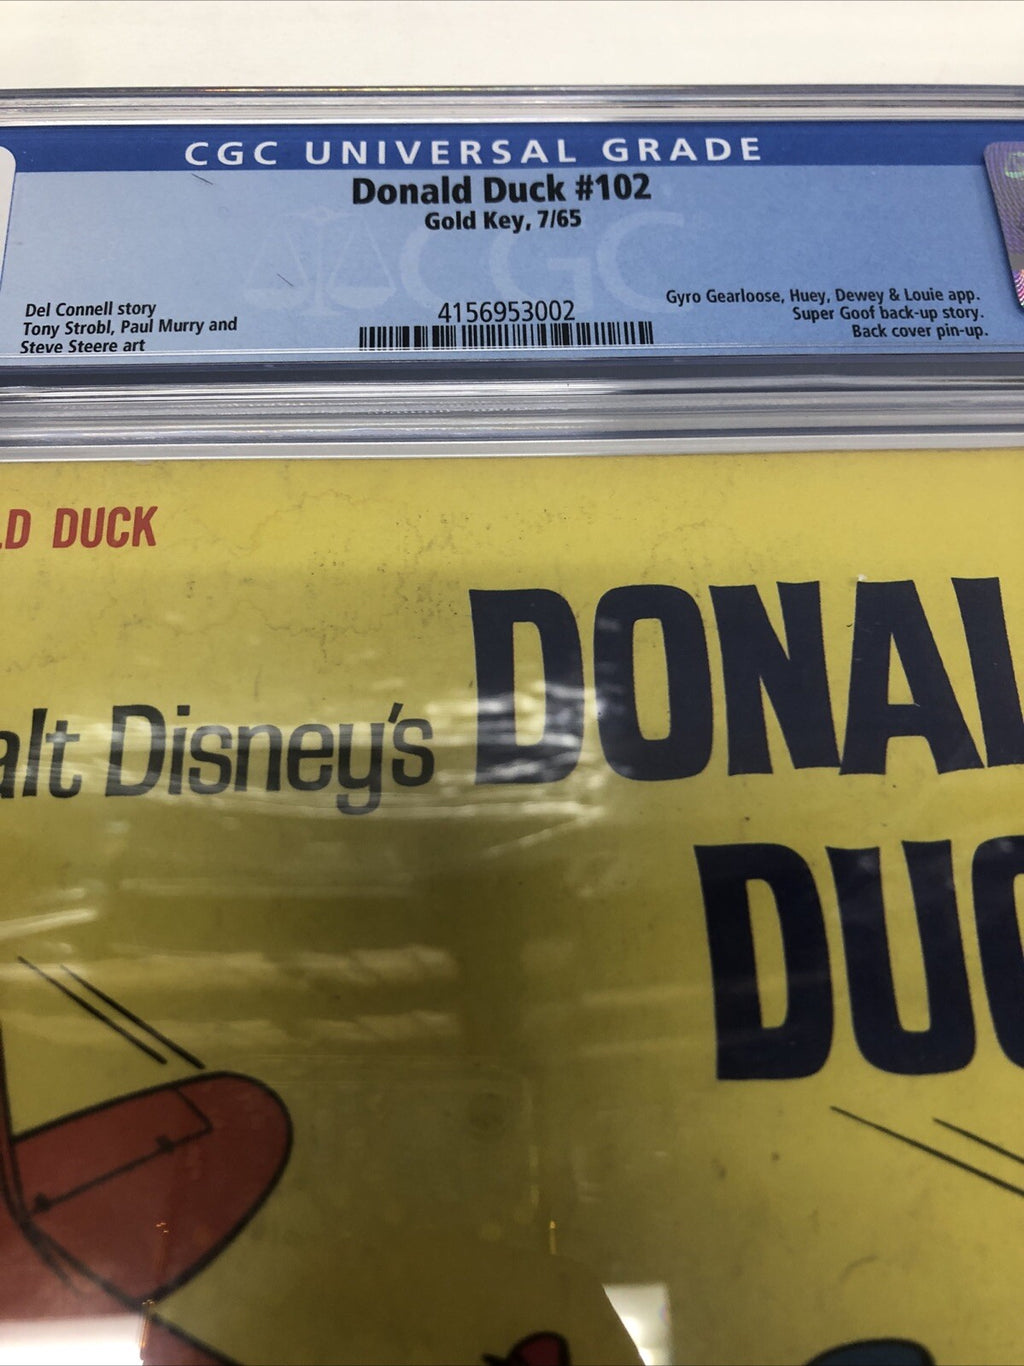 CGC UNIVERSAL GRADE
Donald Duck #102
Gold Key, 7/65
CGC
Del Connell story
Tony Strobl, Paul Murry and
Steve Steere art
4156953002
Gyro Gearloose, Huey, Dewey & Louie app.
Super Goof back-up story.
Back cover pin-up.
LD DUCK
alt Disney's
DONAL
DUC